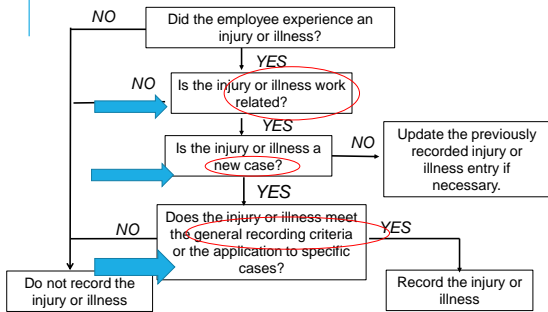 NO
Did the employee experience an
injury or illness?
YES
NO
Is the injury or illness work
related?
YES
Is the injury or illness a
new case?
NO
Update the previously
recorded injury or
illness entry if
necessary.
YES
NO
Does the injury or illness meet
the general recording criteria
or the application to specific
cases?
YES
Do not record the
injury or illness
Record the injury or
illness